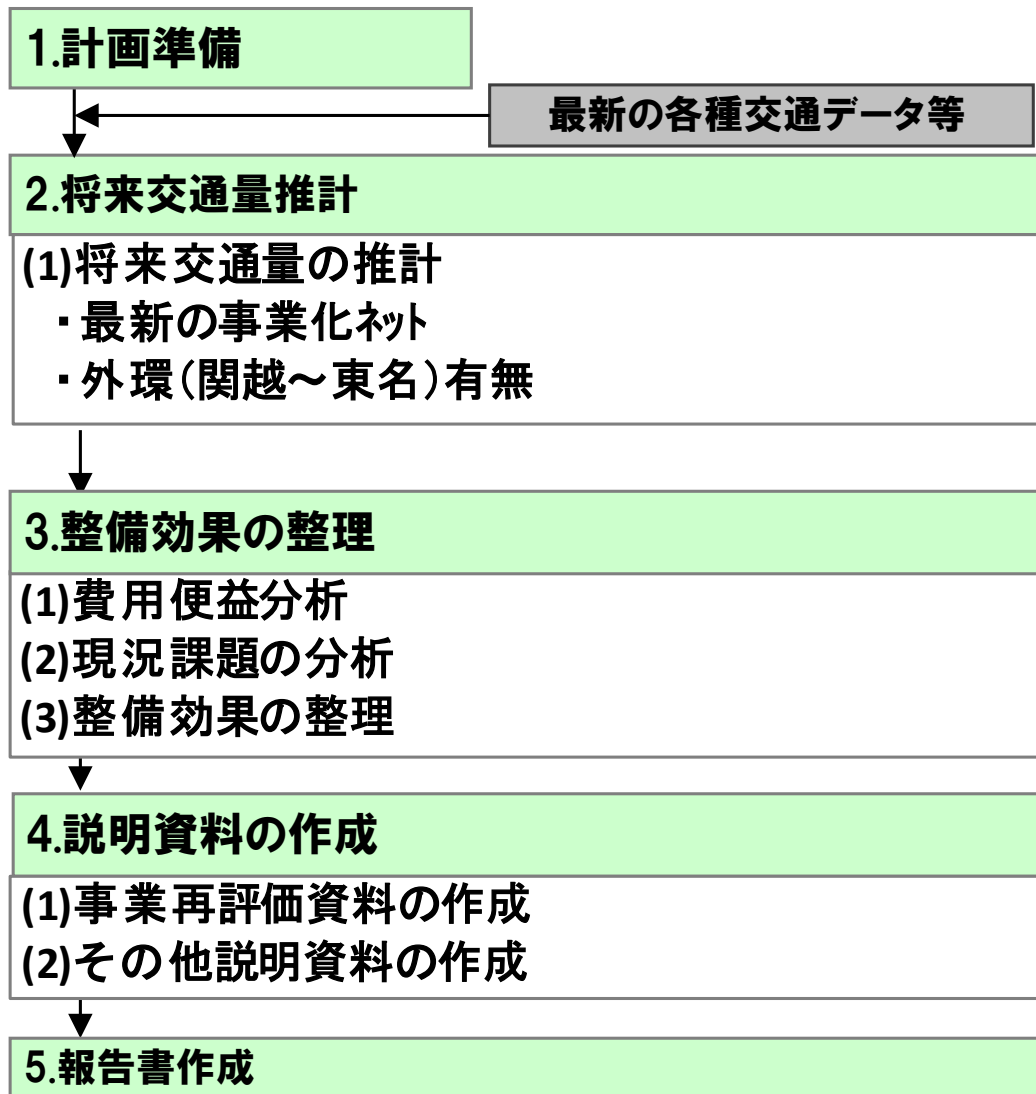 1.計画準備
最新の各種交通データ等
2.将来交通量推計
(1)将来交通量の推計
・最新の事業化ネット
・外環(関越～東名)有無
3.整備効果の整理
(1)費用便益分析
(2)現況課題の分析
(3)整備効果の整理
4.説明資料の作成
(1)事業再評価資料の作成
(2)その他説明資料の作成
5.報告書作成